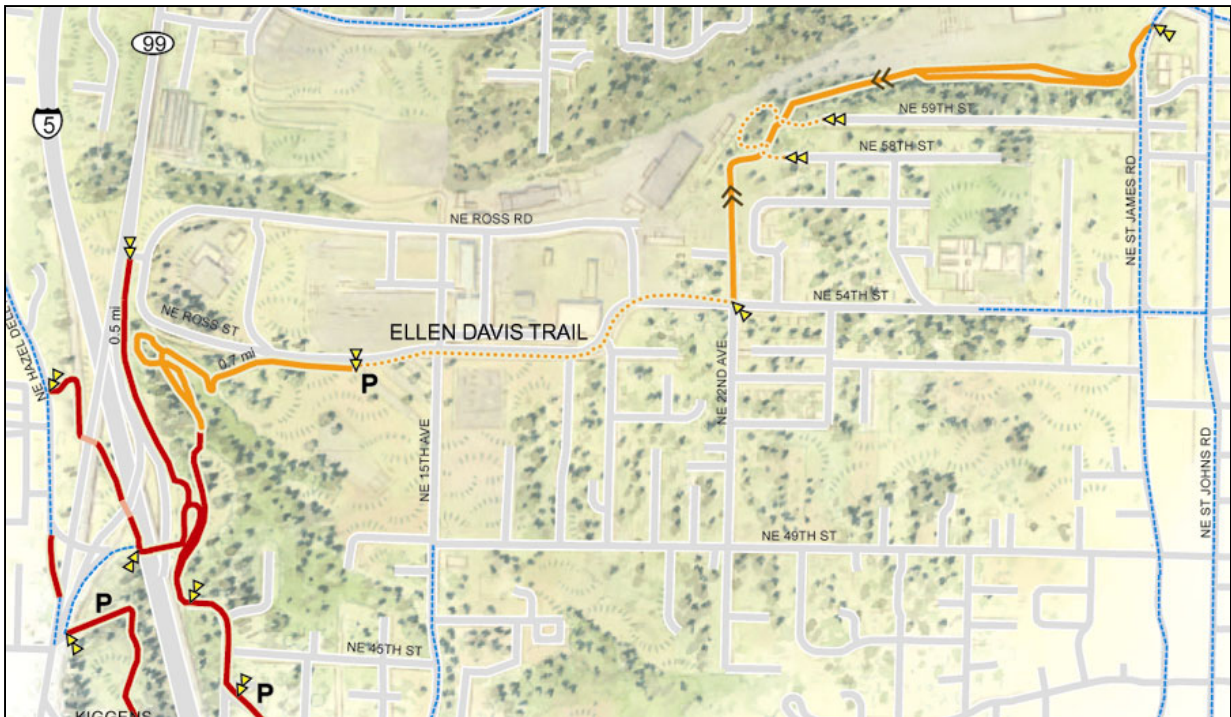 99
5
NE ST JAMES RD
NE 59TH ST
NE 58TH ST
NE ROSS RD
NE 54TH ST
NE ROSS ST
0.5 mi
ELLEN DAVIS TRAIL
0.7 mi
P
NE HAZEL DELL
NE 22ND AVE
NE 15TH AVE
NE ST JOHNS RD
NE 49TH ST
P
NE 45TH ST
P